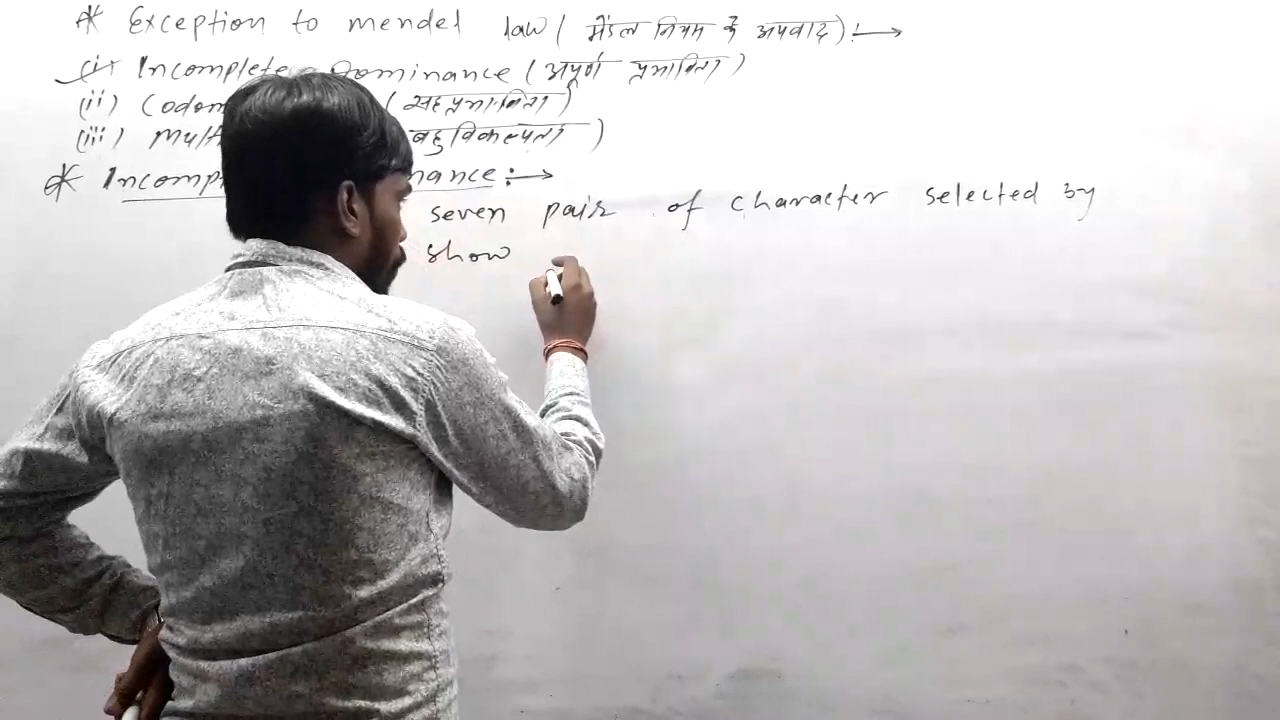 * Exception to mendel law (मेंडल नियम के अपवाद) :→
(i) Incomplete Dominance (अपूर्ण प्रभाविता)
(ii) Codom (सहप्रभाविता)
(iii) Mult बहुविकल्पता)
* Incomp nance :→
seven pair of character selected by
show